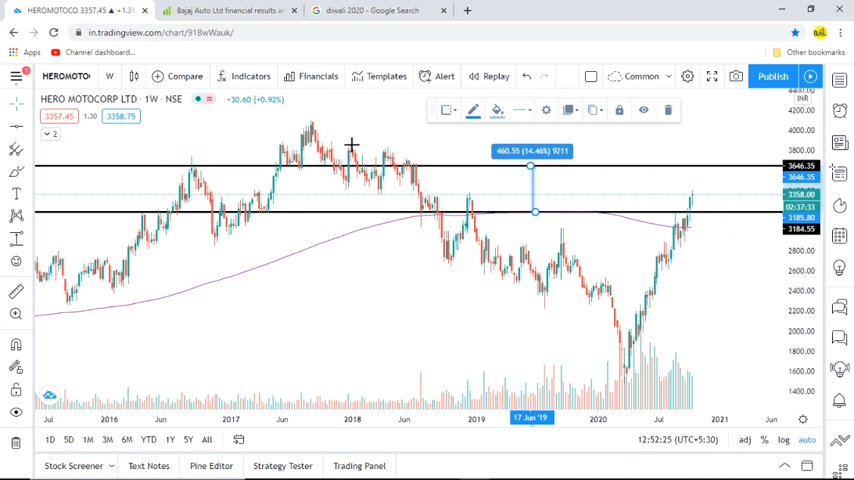 HEROMOTOCO 3357.45 ▲ +1.3%
Bajaj Auto Ltd financial results an
diwali 2020 - Google Search
in.tradingview.com/chart/91BwWauk/
Apps
Channel dashboard...
Other bookmarks
HEROMOTO
W
Compare
Indicators
Financials
Templates
Alert
Replay
Common
Publish
HERO MOTOCORP LTD · 1W · NSE
+30.60 (+0.92%)
3357.45
1.30
3358.75
2
460.55 (14.46%) 9211
INR
4200.00
4000.00
3800.00
3646.35
3646.35
3358.00
02:37:33
3185.80
3184.55
2800.00
2600.00
2400.00
2200.00
2000.00
1800.00
1600.00
1400.00
Jul
2016
2017
2018
2019
17 Jun '19
2020
Jul
2021
Jun
1D 5D 1M 3M 6M YTD 1Y 5Y All
12:52:25 (UTC+5:30) adj % log auto
Stock Screener
Text Notes
Pine Editor
Strategy Tester
Trading Panel